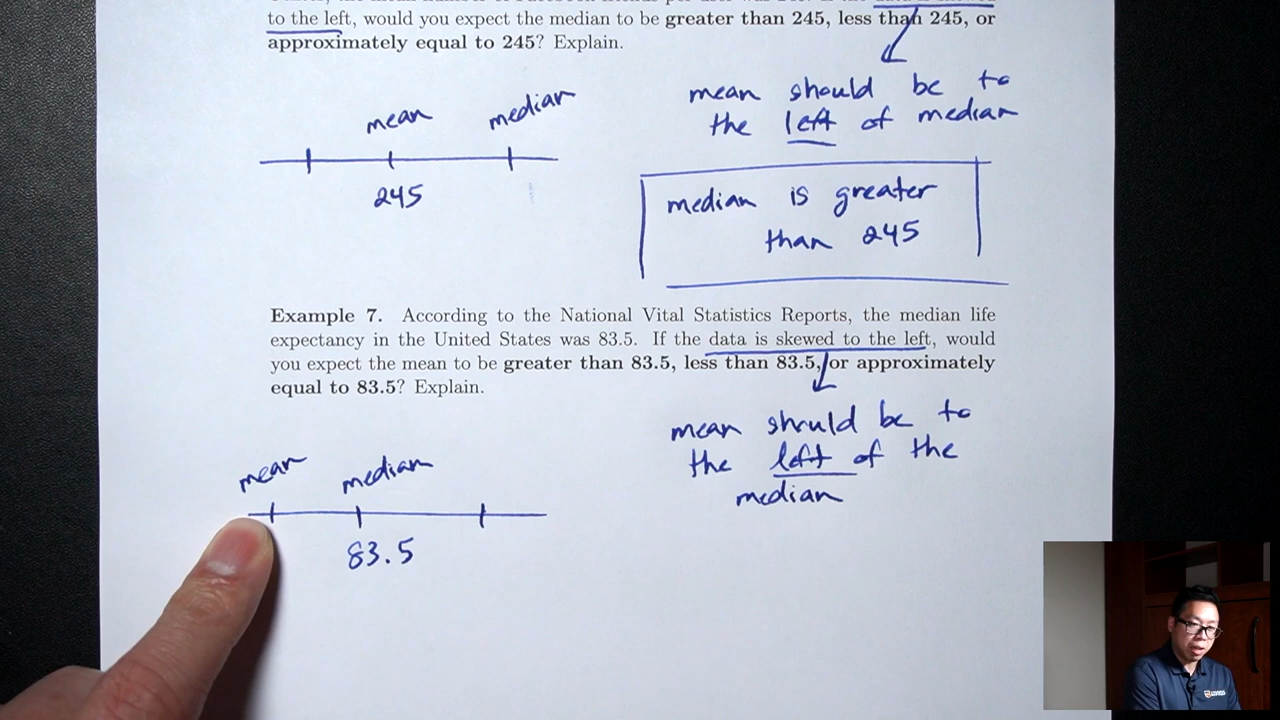 to the left, would you expect the median to be greater than 245, less than 245, or
approximately equal to 245? Explain.
mean should be to
the left of median
mean
median
245
median is greater
than 245
Example 7. According to the National Vital Statistics Reports, the median life
expectancy in the United States was 83.5. If the data is skewed to the left, would
you expect the mean to be greater than 83.5, less than 83.5, or approximately
equal to 83.5? Explain.
mean should be to
the left of the
median
mean
median
83.5